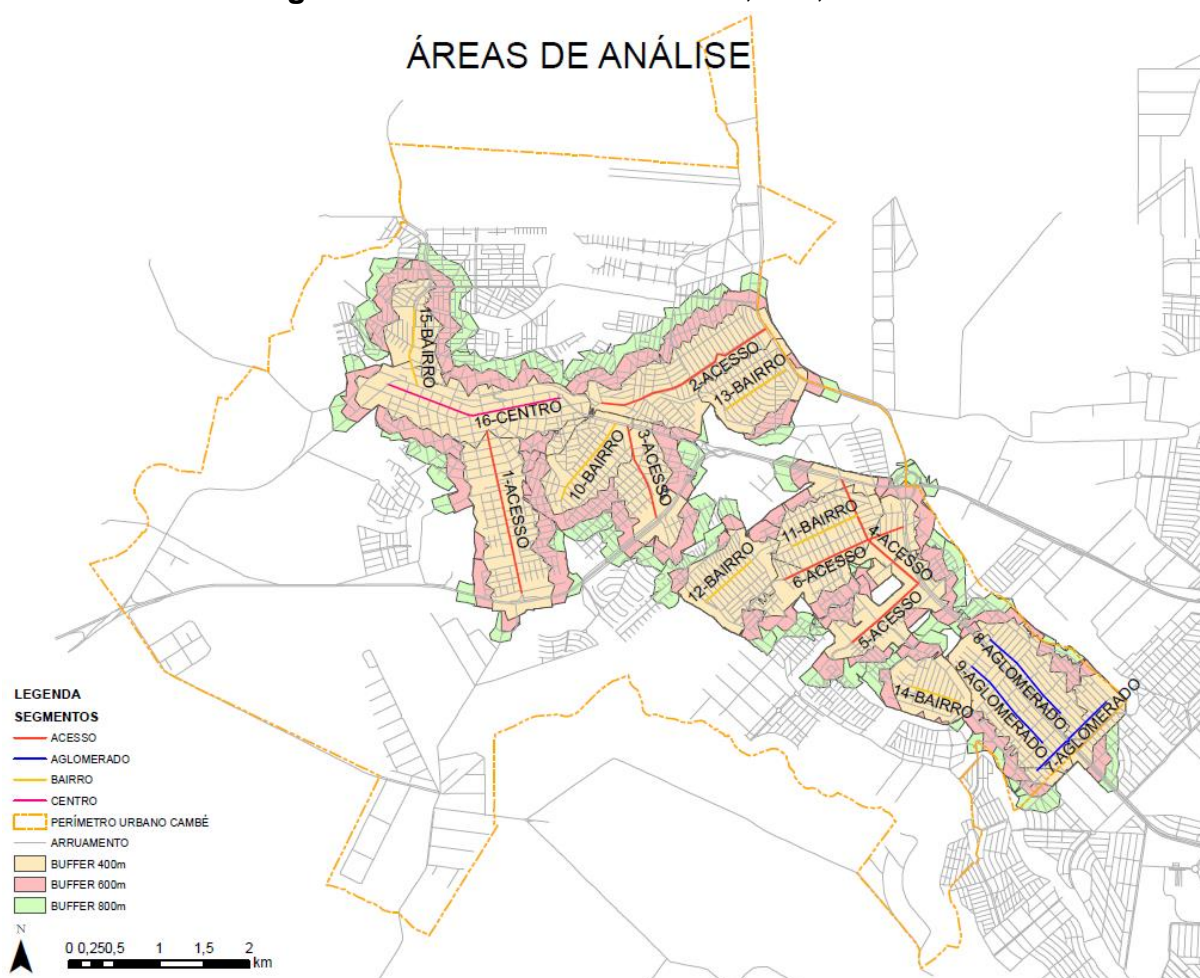 ÁREAS DE ANÁLISE
15-BAIRRO
2-ACESSO
13-BAIRRO
16-CENTRO
3-ACESSO
10-BAIRRO
1-ACESSO
11-BAIRRO
4-ACESSO
12-BAIRRO
6-ACESSO
5-ACESSO
8-AGLOMERADO
9-AGLOMERADO
14-BAIRRO
7-AGLOMERADO
LEGENDA
SEGMENTOS
ACESSO
AGLOMERADO
BAIRRO
CENTRO
PERÍMETRO URBANO CAMBÉ
ARRUAMENTO
BUFFER 400m
BUFFER 600m
BUFFER 800m
N
0 0,250,5 1 1,5 2
km